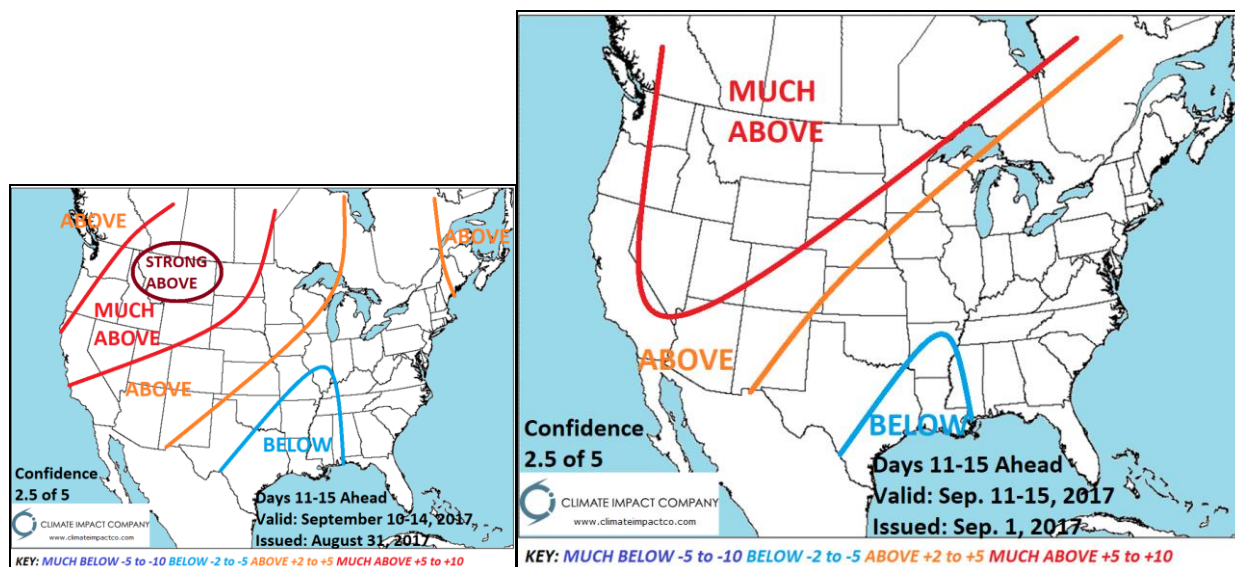 ABOVE
ABOVE
STRONG
ABOVE
MUCH
ABOVE
ABOVE
BELOW
Confidence
2.5 of 5
Days 11-15 Ahead
Valid: September 10-14, 2017
Issued: August 31, 2017
CLIMATE IMPACT COMPANY
www.climateimpactco.com
KEY: MUCH BELOW -5 to -10 BELOW -2 to -5 ABOVE +2 to +5 MUCH ABOVE +5 to +10
MUCH
ABOVE
ABOVE
BELOW
Confidence
2.5 of 5
Days 11-15 Ahead
Valid: Sep. 11-15, 2017
Issued: Sep. 1, 2017
CLIMATE IMPACT COMPANY
www.climateimpactco.com
KEY: MUCH BELOW -5 to -10 BELOW -2 to -5 ABOVE +2 to +5 MUCH ABOVE +5 to +10